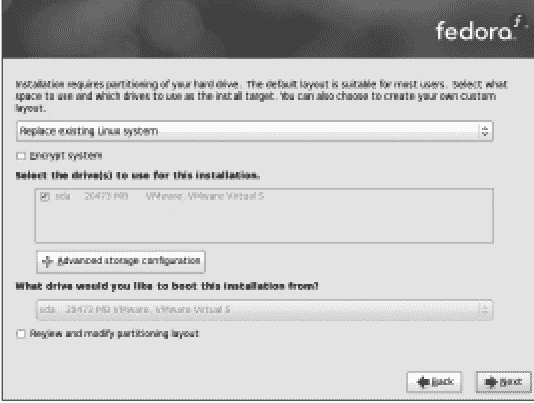 fedora
Installation requires partitioning of your hard drive. The default layout is suitable for most users. Select what
space to use and which drives to use as the install target. You can also choose to create your own custom
layout.
Replace existing Linux system
Encrypt system
Select the drive(s) to use for this installation.
sda 20473 MB VMware, VMware Virtual S
Advanced storage configuration
What drive would you like to boot this installation from?
sda 20473 MB VMware, VMware Virtual S
Review and modify partitioning layout
Back Next